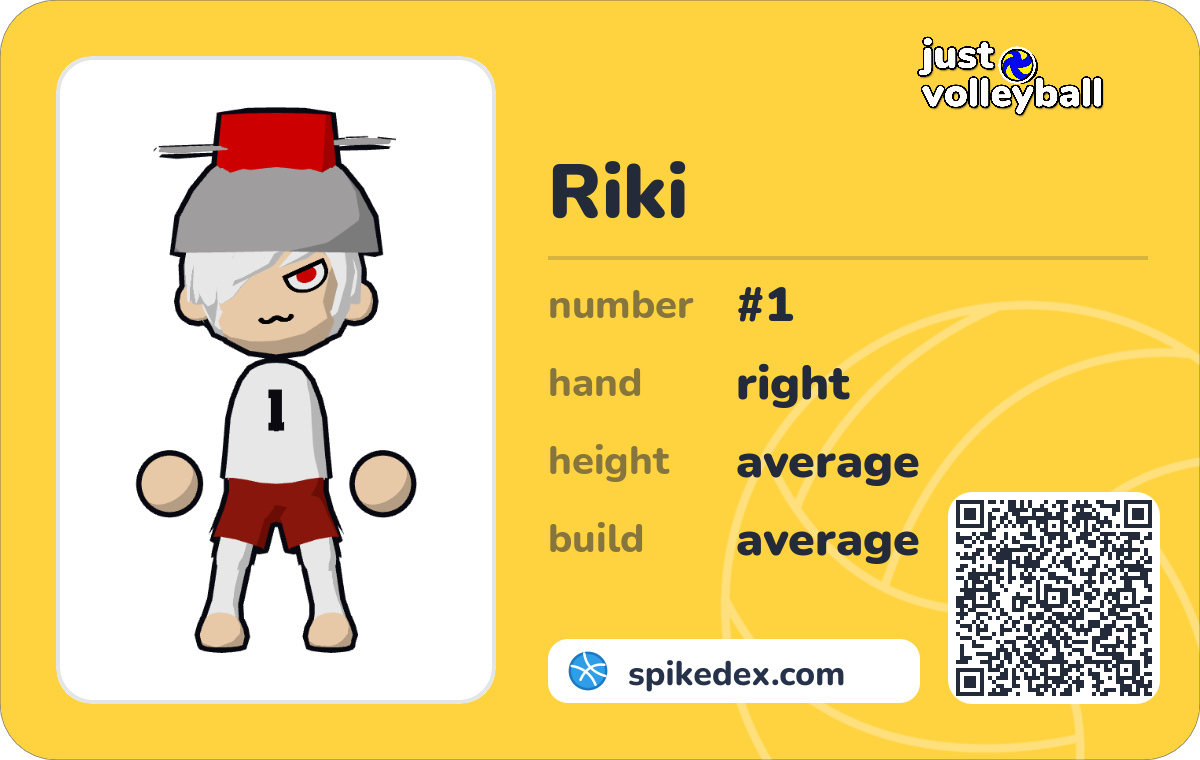 just
volleyball
Riki
number #1
hand right
height average
build average
1
spikedex.com